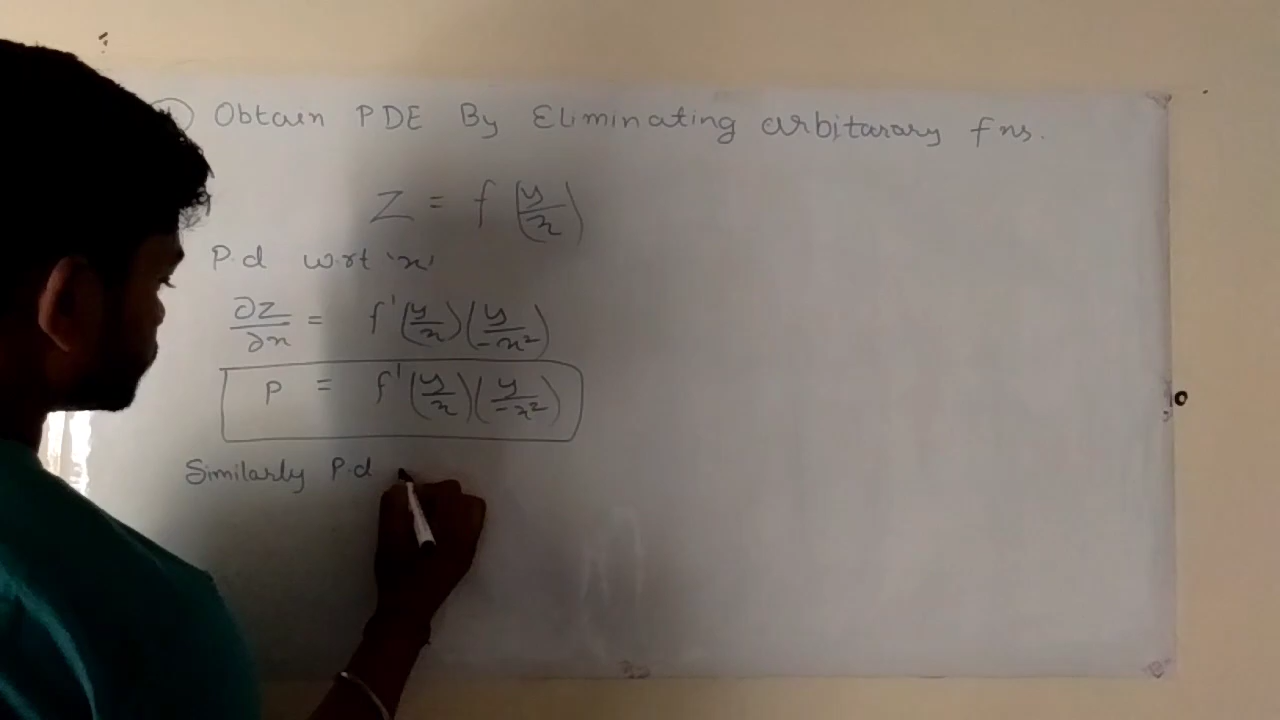 Obtain PDE By Eliminating arbitarary fns.
Z = f(y/x)
P.d w.r.t 'x'
∂z/∂x = f'(y/x)(y/-x²)
P = f'(y/x)(y/-x²)
Similarly P.d